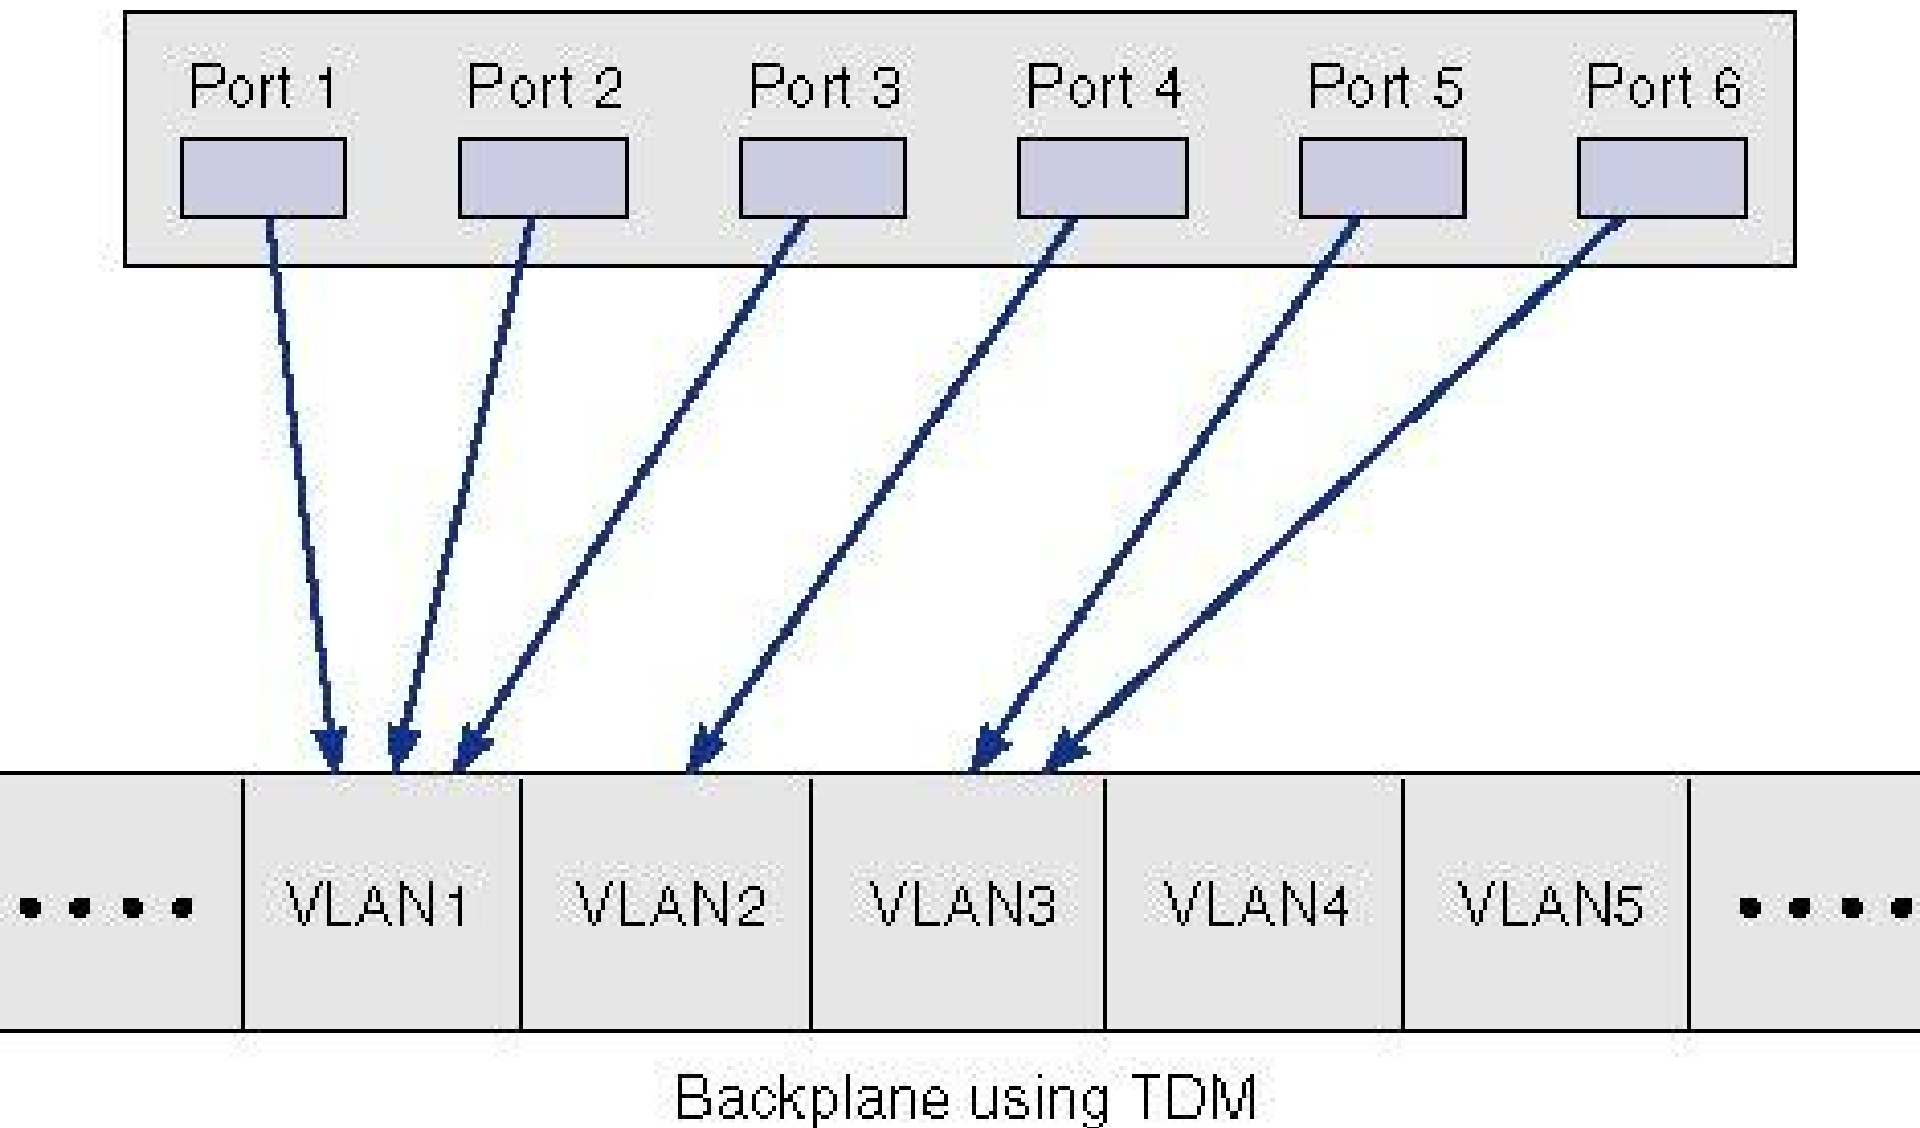 Port 1 Port 2 Port 3 Port 4 Port 5 Port 6
VLAN1 VLAN2 VLAN3 VLAN4 VLAN5
Backplane using TDM